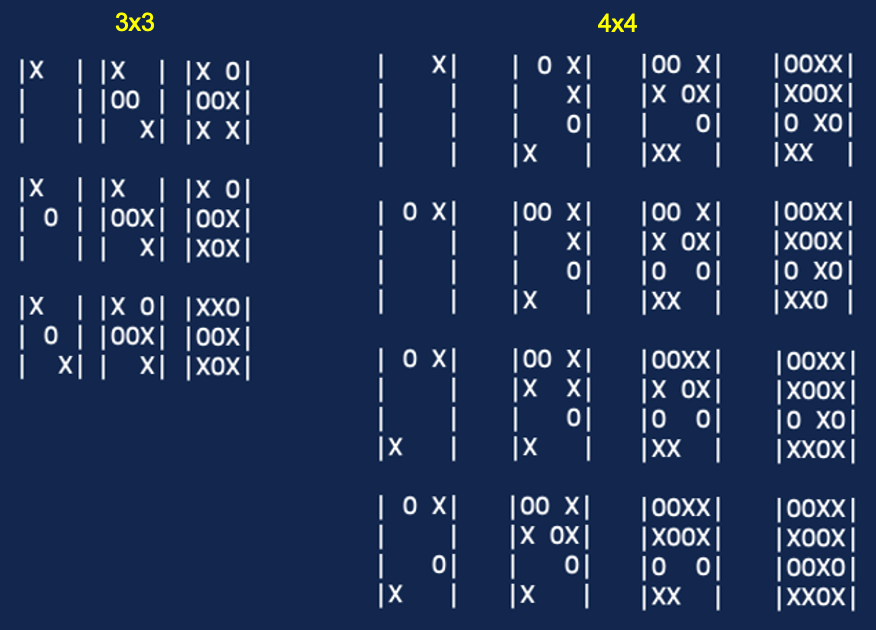 3x3
|X  | |X  | |X O|
|   | |OO | |OOX|
|   | |  X| |X X|
|X  | |X  | |X O|
| O | |OOX| |OOX|
|   | |  X| |XOX|
|X  | |X O| |XXO|
| O | |OOX| |OOX|
|  X| |  X| |XOX|
4x4
|   X| | O X| |OO X| |OOXX|
|    | |   X| |X OX| |XOOX|
|    | |   O| |   O| |O XO|
|    | |X   | |XX  | |XX  |
| O X| |OO X| |OO X| |OOXX|
|    | |   X| |X OX| |XOOX|
|    | |   O| |O  O| |O XO|
|    | |X   | |XX  | |XXO |
| O X| |OO X| |OOXX| |OOXX|
|    | |X  X| |X OX| |XOOX|
|    | |   O| |O  O| |O XO|
|X   | |X   | |XX  | |XXOX|
| O X| |OO X| |OOXX| |OOXX|
|    | |X OX| |XOOX| |XOOX|
|   O| |   O| |O  O| |OOXO|
|X   | |X   | |XX  | |XXOX|